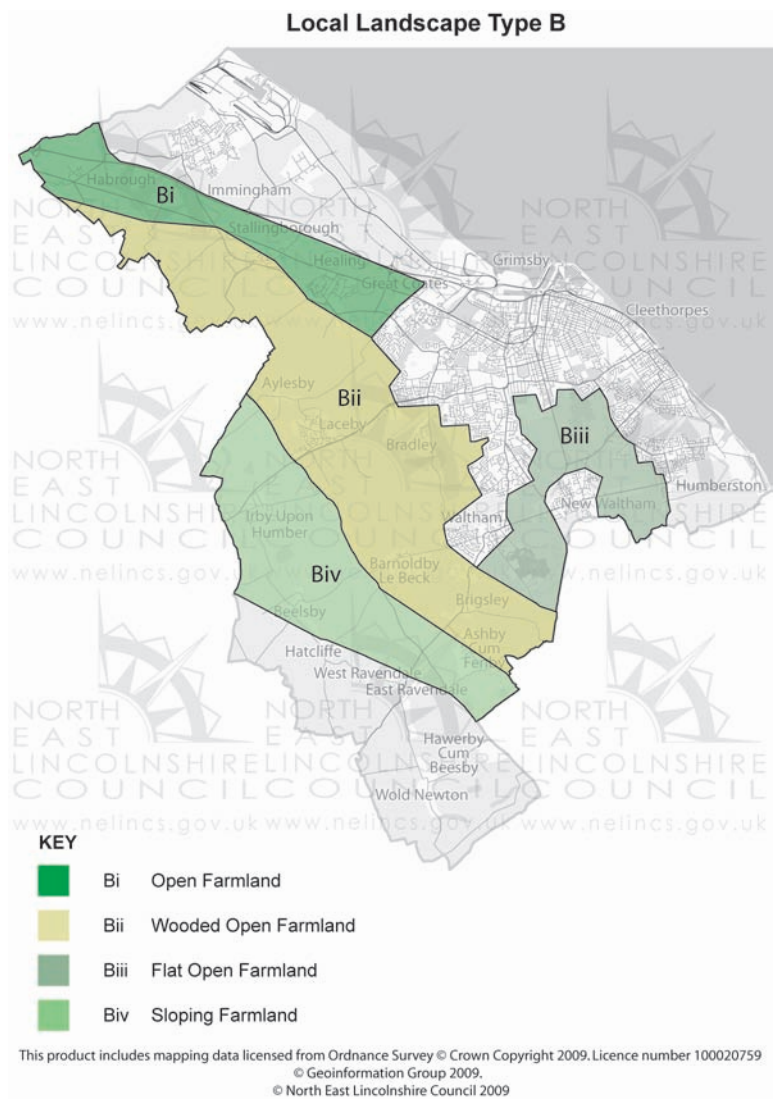 Local Landscape Type B
Habrough
Bi
Immingham
Stallingborough
Healing
Great Coates
Grimsby
Cleethorpes
Aylesby
Bii
Laceby
Bradley
Biii
Humberston
New Waltham
Waltham
Irby Upon
Humber
Barnoldby
Le Beck
Biv
Brigsley
Beelsby
Ashby
Cum
Fenby
Hatcliffe
West Ravendale
East Ravendale
Hawerby
Cum
Beesby
Wold Newton
NORTH
EAST
LINCOLNSHIRE
COUNCIL
www.nelincs.gov.uk
KEY
Bi Open Farmland
Bii Wooded Open Farmland
Biii Flat Open Farmland
Biv Sloping Farmland
This product includes mapping data licensed from Ordnance Survey © Crown Copyright 2009. Licence number 100020759
© Geoinformation Group 2009.
© North East Lincolnshire Council 2009